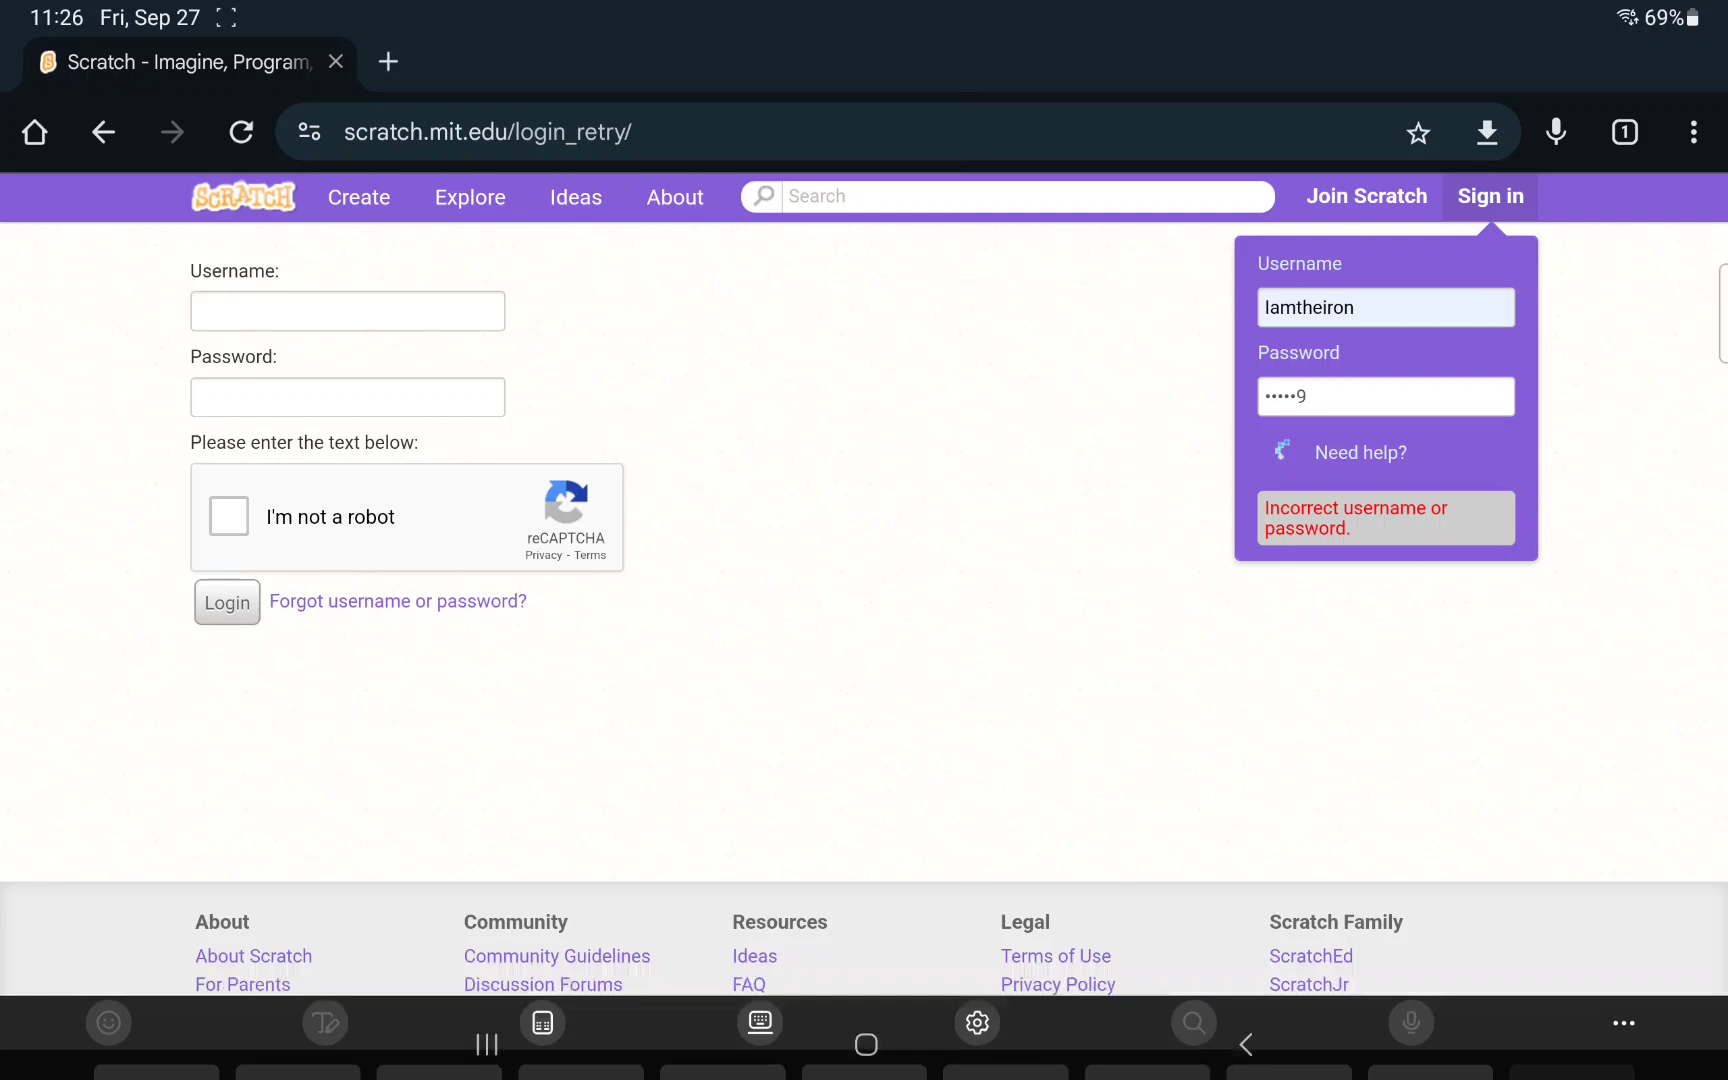 11:26 Fri, Sep 27
69%
Scratch - Imagine, Program,
scratch.mit.edu/login_retry/
1
SCRATCH
Create
Explore
Ideas
About
Search
Join Scratch
Sign in
Username:
Password:
Please enter the text below:
I'm not a robot
reCAPTCHA
Privacy - Terms
Login
Forgot username or password?
Username
Iamtheiron
Password
•••••9
Need help?
Incorrect username or
password.
About
About Scratch
For Parents
Community
Community Guidelines
Discussion Forums
Resources
Ideas
FAQ
Legal
Terms of Use
Privacy Policy
Scratch Family
ScratchEd
ScratchJr